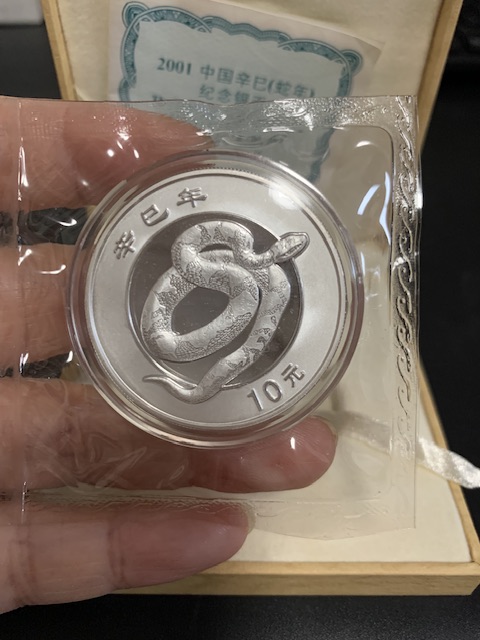 2001 中国辛巳(蛇年)
纪念银
辛巳年
10元